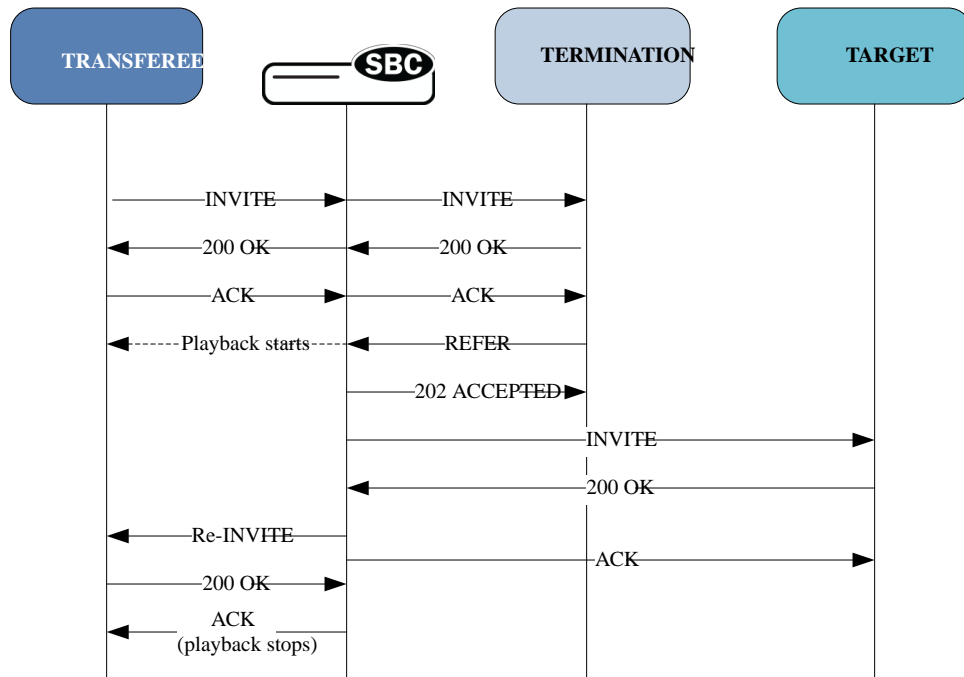 TRANSFEREE
SBC
TERMINATION
TARGET
INVITE
INVITE
200 OK
200 OK
ACK
ACK
Playback starts
REFER
202 ACCEPTED
INVITE
200 OK
Re-INVITE
ACK
200 OK
ACK
(playback stops)